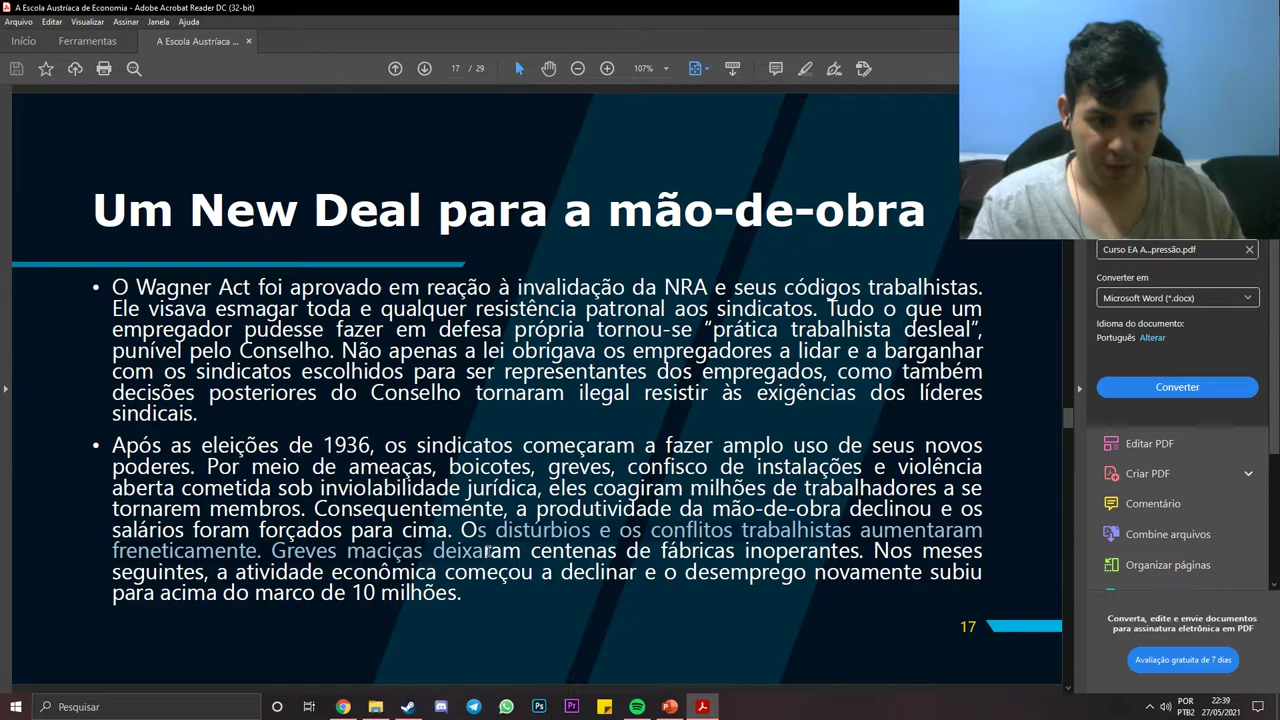 A Escola Austríaca de Economia - Adobe Acrobat Reader DC (32-bit)
Arquivo Editar Visualizar Assinar Janela Ajuda
Início Ferramentas A Escola Austríaca ... ×
17 / 29 107%
Um New Deal para a mão-de-obra
• O Wagner Act foi aprovado em reação à invalidação da NRA e seus códigos trabalhistas.
Ele visava esmagar toda e qualquer resistência patronal aos sindicatos. Tudo o que um
empregador pudesse fazer em defesa própria tornou-se “prática trabalhista desleal”,
punível pelo Conselho. Não apenas a lei obrigava os empregadores a lidar e a barganhar
com os sindicatos escolhidos para ser representantes dos empregados, como também
decisões posteriores do Conselho tornaram ilegal resistir às exigências dos líderes
sindicais.
• Após as eleições de 1936, os sindicatos começaram a fazer amplo uso de seus novos
poderes. Por meio de ameaças, boicotes, greves, confisco de instalações e violência
aberta cometida sob inviolabilidade jurídica, eles coagiram milhões de trabalhadores a se
tornarem membros. Consequentemente, a produtividade da mão-de-obra declinou e os
salários foram forçados para cima. Os distúrbios e os conflitos trabalhistas aumentaram
freneticamente. Greves maciças deixaram centenas de fábricas inoperantes. Nos meses
seguintes, a atividade econômica começou a declinar e o desemprego novamente subiu
para acima do marco de 10 milhões.
17
Curso EA A...pressão.pdf
Converter em
Microsoft Word (*.docx)
Idioma do documento:
Português Alterar
Converter
Editar PDF
Criar PDF
Comentário
Combine arquivos
Organizar páginas
Converta, edite e envie documentos
para assinatura eletrônica em PDF
Avaliação gratuita de 7 dias
Pesquisar
Ps
Pr
POR
PTB2
22:39
27/05/2021